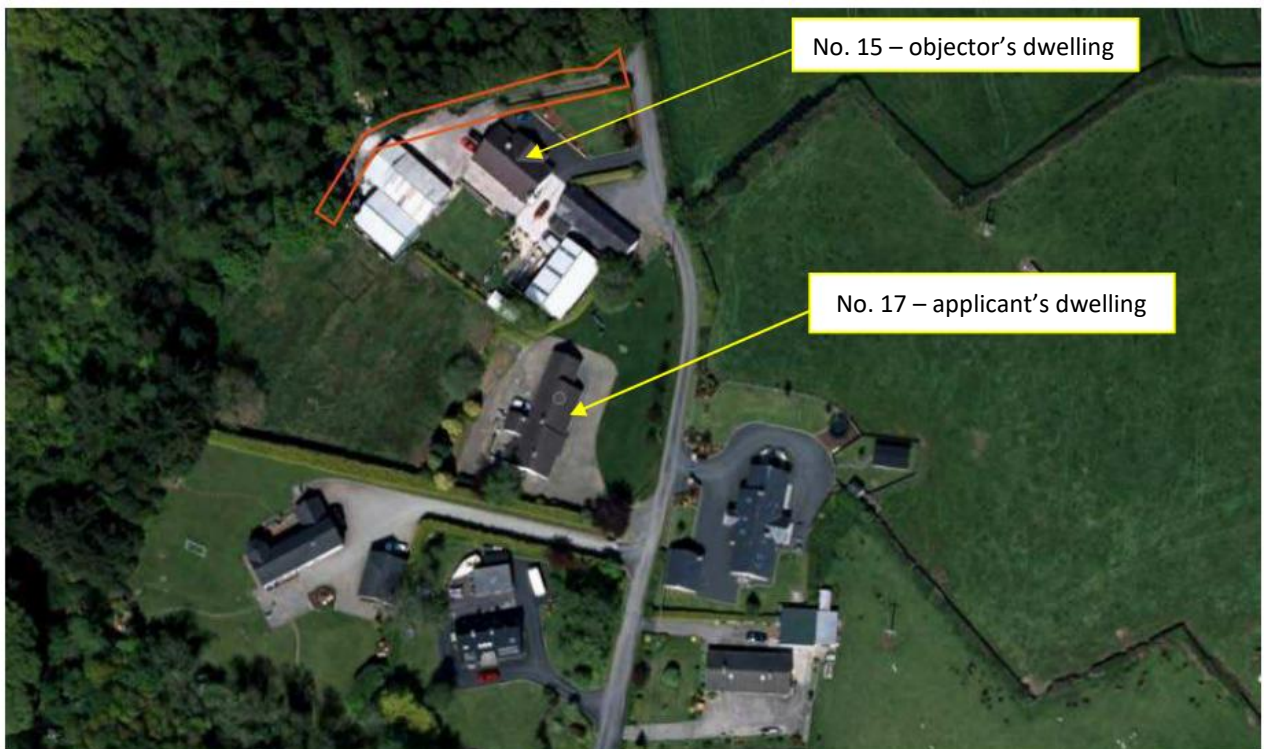 No. 15 – objector’s dwelling
No. 17 – applicant’s dwelling